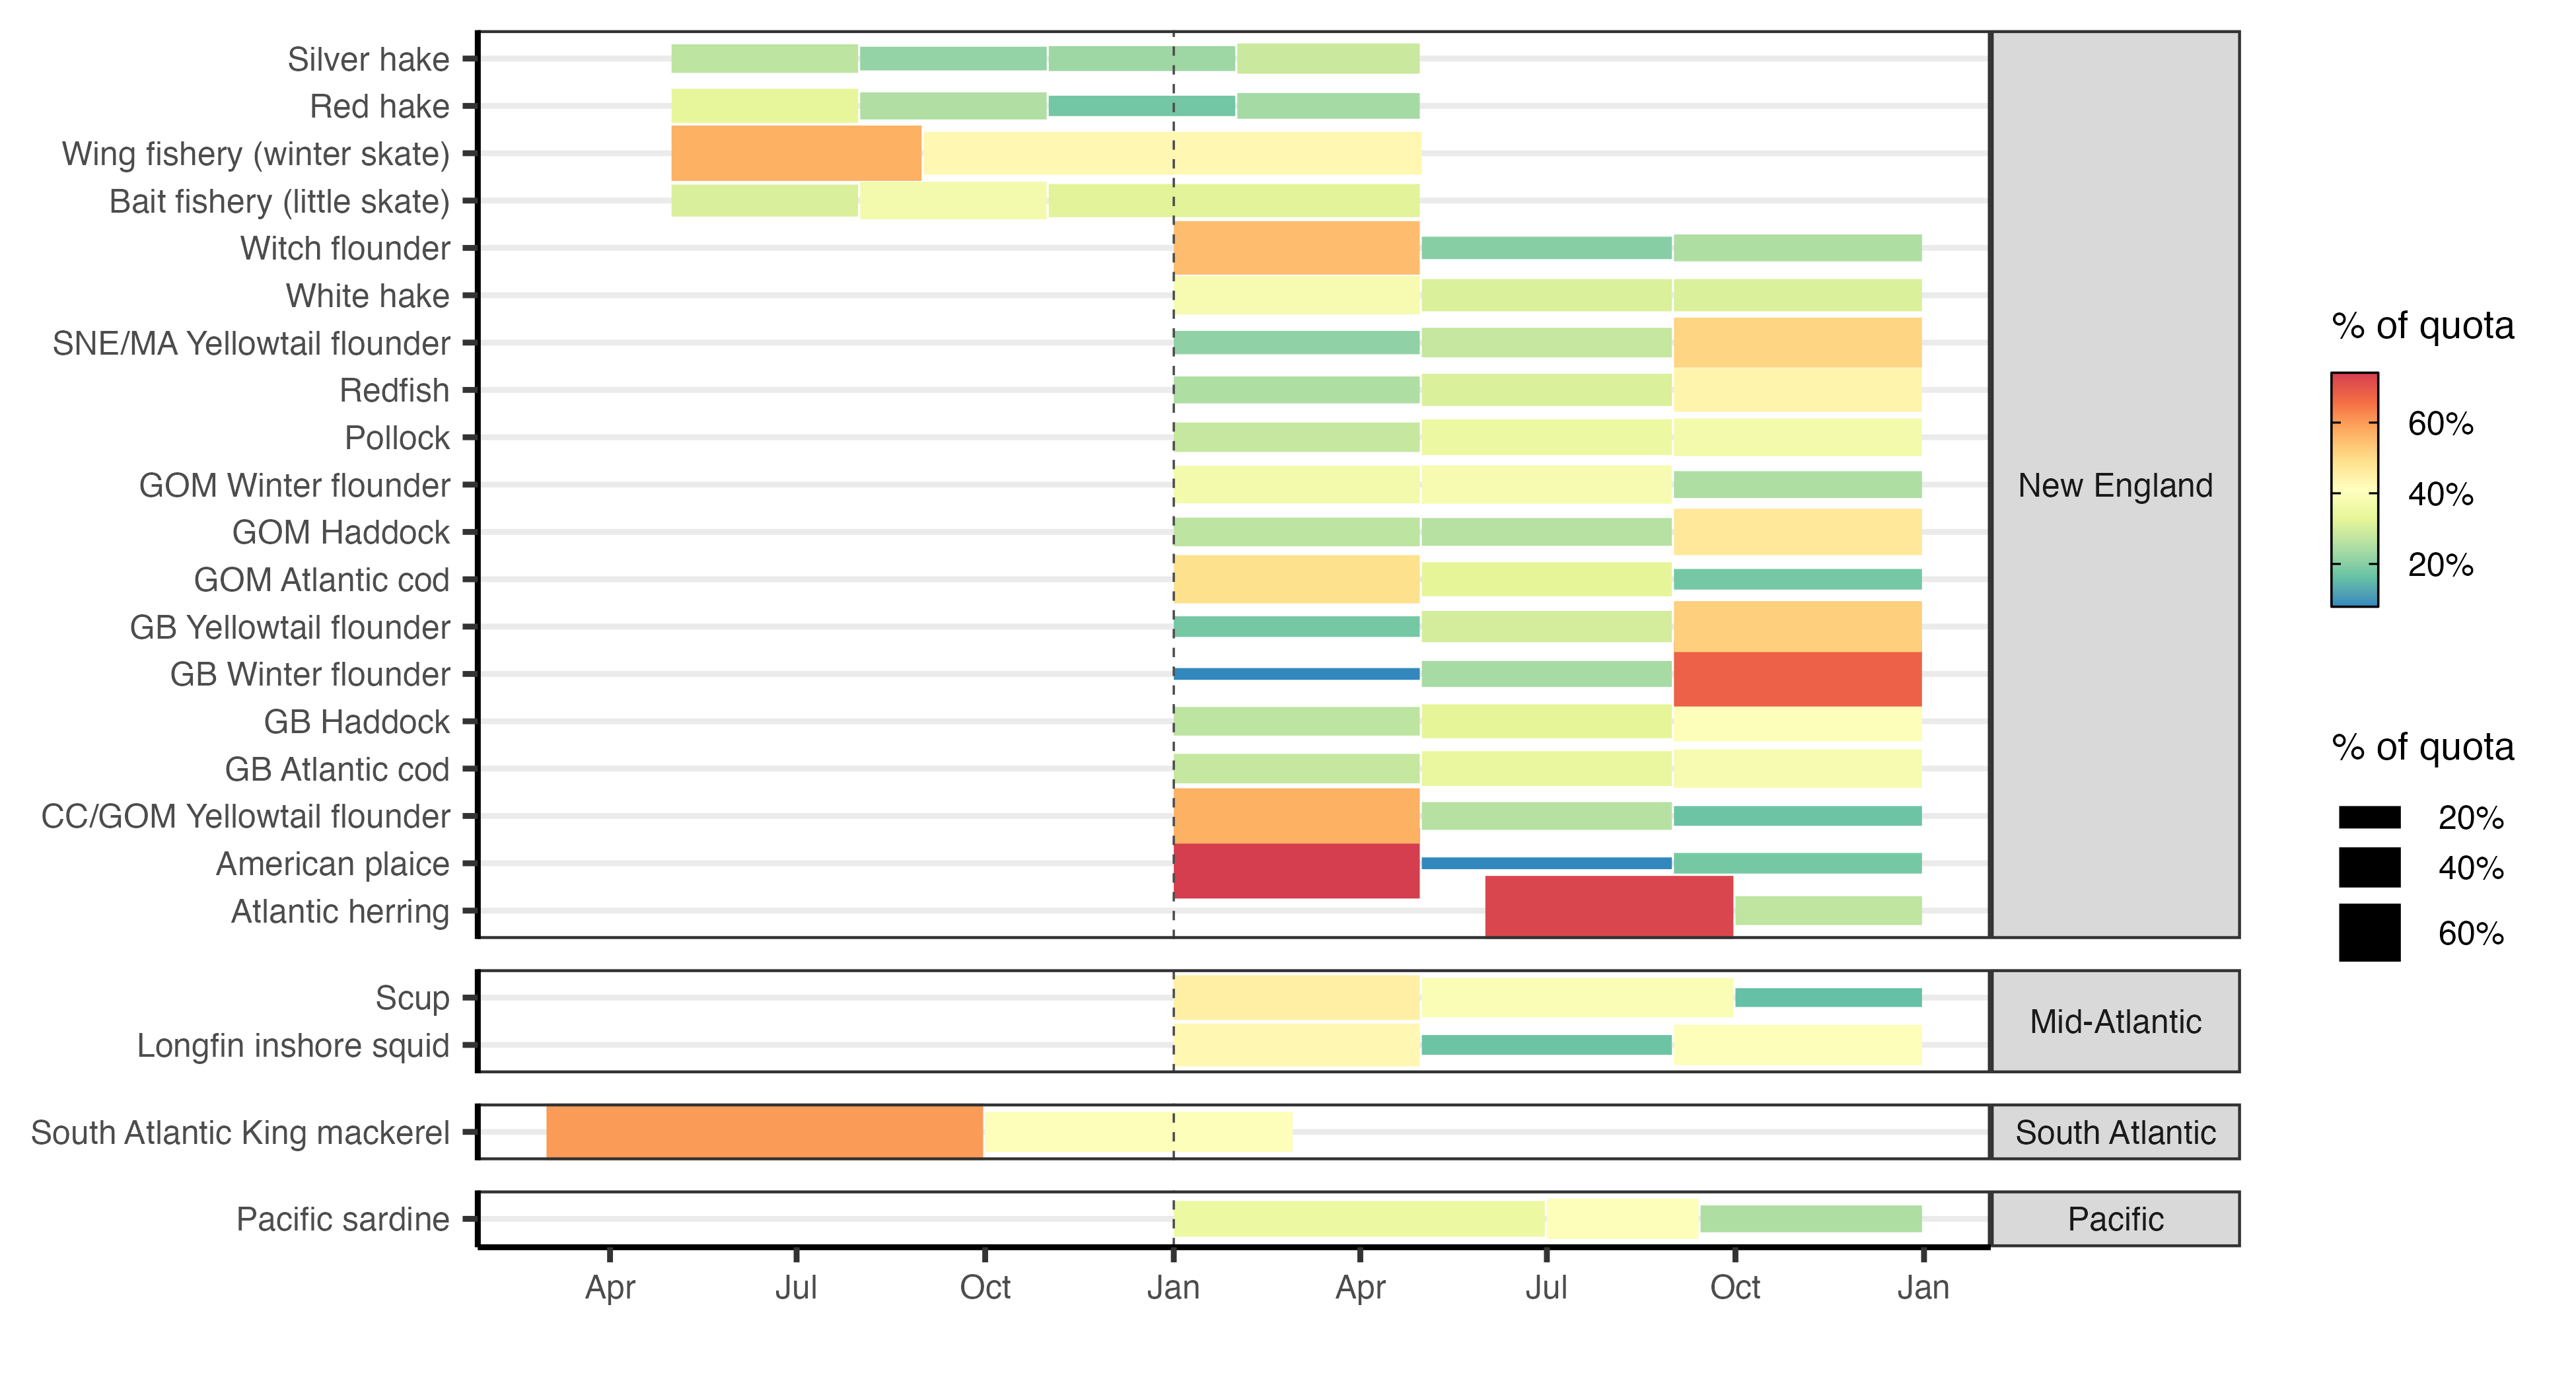 Silver hake
Red hake
Wing fishery (winter skate)
Bait fishery (little skate)
Witch flounder
White hake
SNE/MA Yellowtail flounder
Redfish
Pollock
GOM Winter flounder
GOM Haddock
GOM Atlantic cod
GB Yellowtail flounder
GB Winter flounder
GB Haddock
GB Atlantic cod
CC/GOM Yellowtail flounder
American plaice
Atlantic herring
New England
Scup
Longfin inshore squid
Mid-Atlantic
South Atlantic King mackerel
South Atlantic
Pacific sardine
Pacific
Apr Jul Oct Jan Apr Jul Oct Jan
% of quota
60%
40%
20%
% of quota
20%
40%
60%